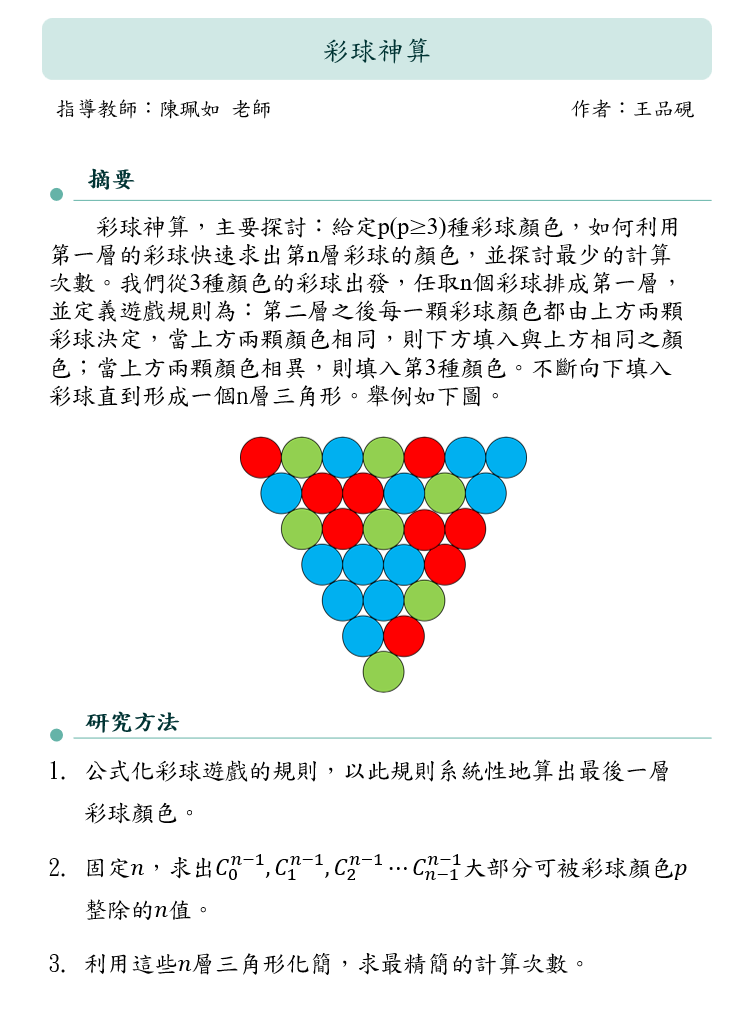 彩球神算
指導教師：陳珮如 老師
作者：王品硯
摘要
彩球神算，主要探討：給定p(p≥3)種彩球顏色，如何利用
第一層的彩球快速求出第n層彩球的顏色，並探討最少的計算
次數。我們從3種顏色的彩球出發，任取n個彩球排成第一層，
並定義遊戲規則為：第二層之後每一顆彩球顏色都由上方兩顆
彩球決定，當上方兩顆顏色相同，則下方填入與上方相同之顏
色；當上方兩顆顏色相異，則填入第3種顏色。不斷向下填入
彩球直到形成一個n層三角形。舉例如下圖。
研究方法
1. 公式化彩球遊戲的規則，以此規則系統性地算出最後一層
彩球顏色。
2. 固定n，求出C_0^{n−1}, C_1^{n−1}, C_2^{n−1} ⋯ C_{n−1}^{n−1}大部分可被彩球顏色p
整除的n值。
3. 利用這些n層三角形化簡，求最精簡的計算次數。